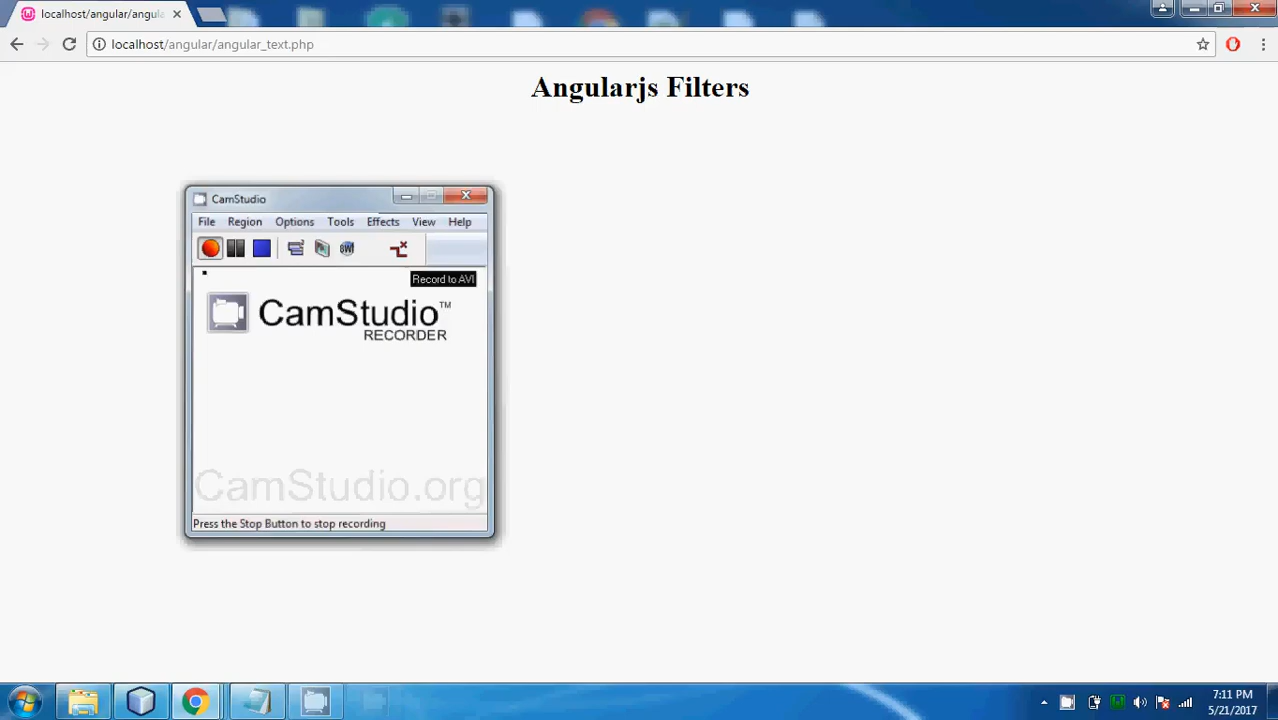 localhost/angular/angula
localhost/angular/angular_text.php
Angularjs Filters
CamStudio
File Region Options Tools Effects View Help
Record to AVI
CamStudio™
RECORDER
CamStudio.org
Press the Stop Button to stop recording
7:11 PM
5/21/2017